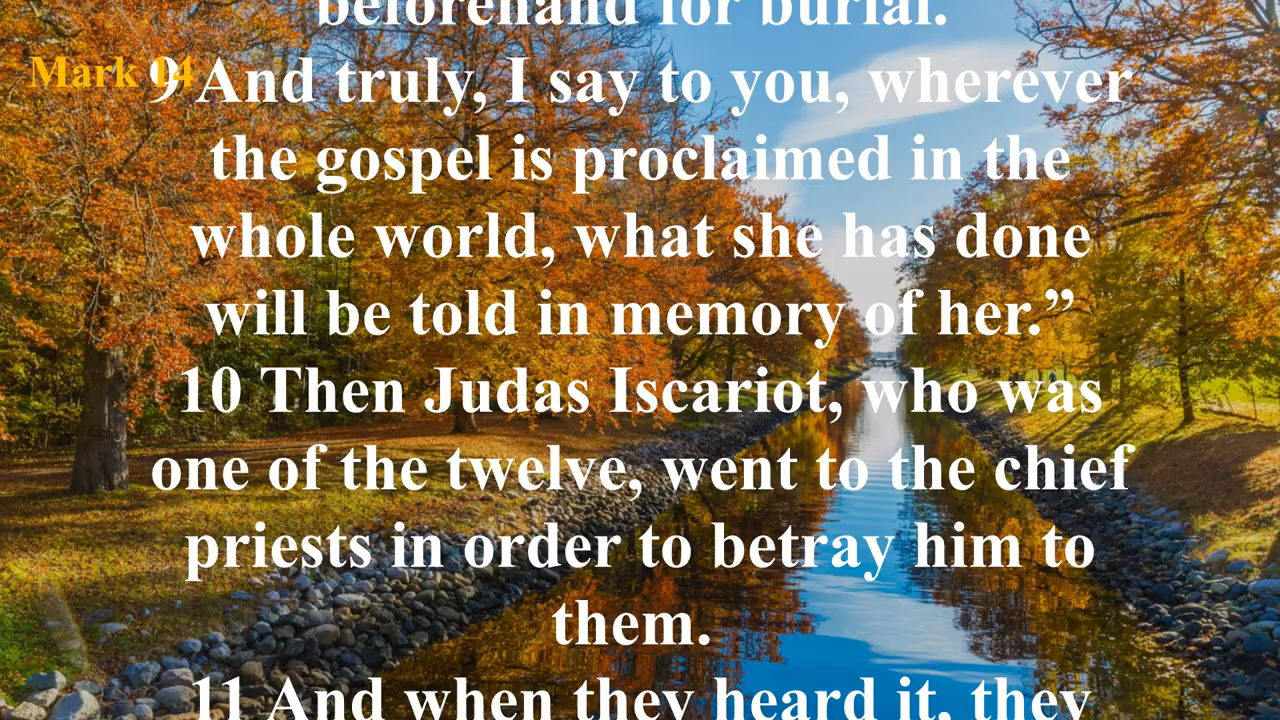 beforehand for burial.
Mark 14
9 And truly, I say to you, wherever
the gospel is proclaimed in the
whole world, what she has done
will be told in memory of her.”
10 Then Judas Iscariot, who was
one of the twelve, went to the chief
priests in order to betray him to
them.
11 And when they heard it, they